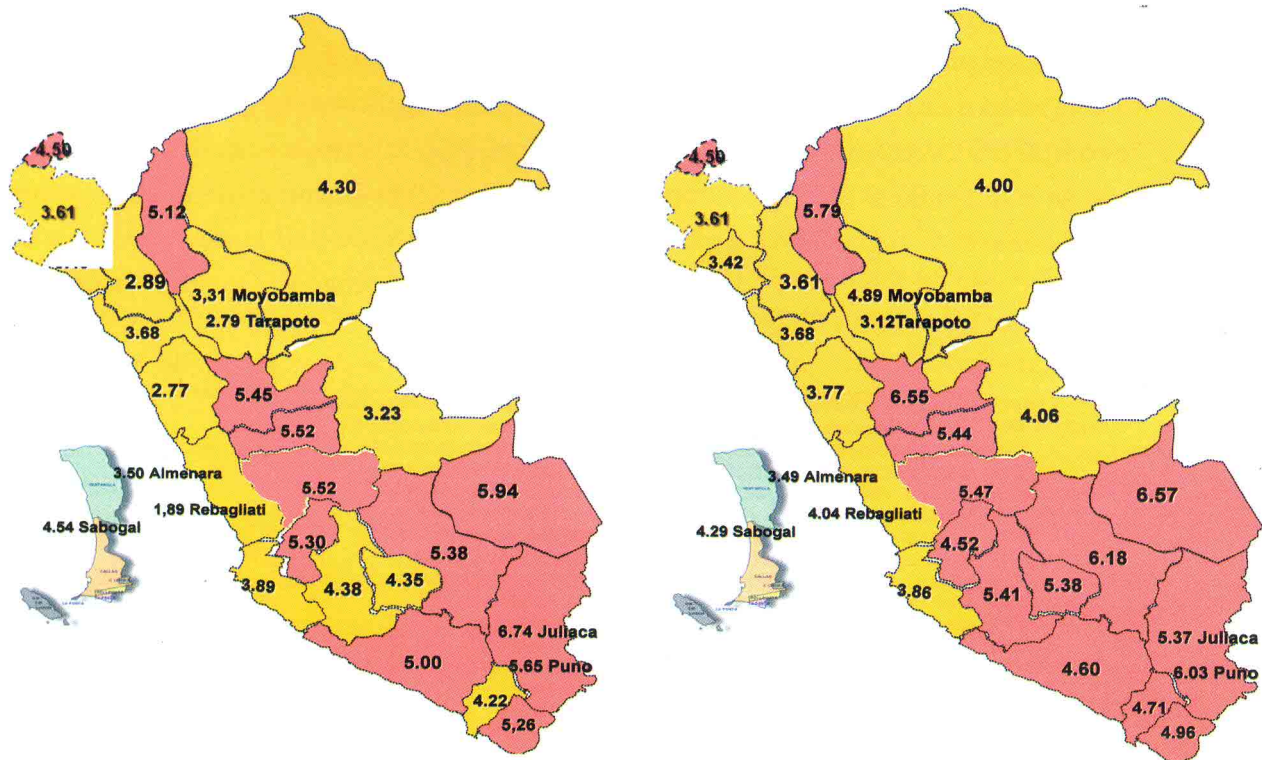 4.50
4.30
3.61
5.12
2.89
3,31 Moyobamba
2.79 Tarapoto
3.68
2.77
5.45
3.23
5.52
3.50 Almenara
5.52
5.94
1,89 Rebagliati
4.54 Sabogal
5.30
5.38
4.35
3.89
4.38
6.74 Juliaca
5.00
5.65 Puno
4.22
5,26
4.50
4.00
3.61
5.79
3.42
3.61
4.89 Moyobamba
3.12Tarapoto
3.68
3.77
6.55
4.06
5.44
3.49 Almenara
5.47
6.57
4.04 Rebagliati
4.29 Sabogal
4.52
6.18
5.38
3.86
5.41
5.37 Juliaca
4.60
6.03 Puno
4.71
4.96